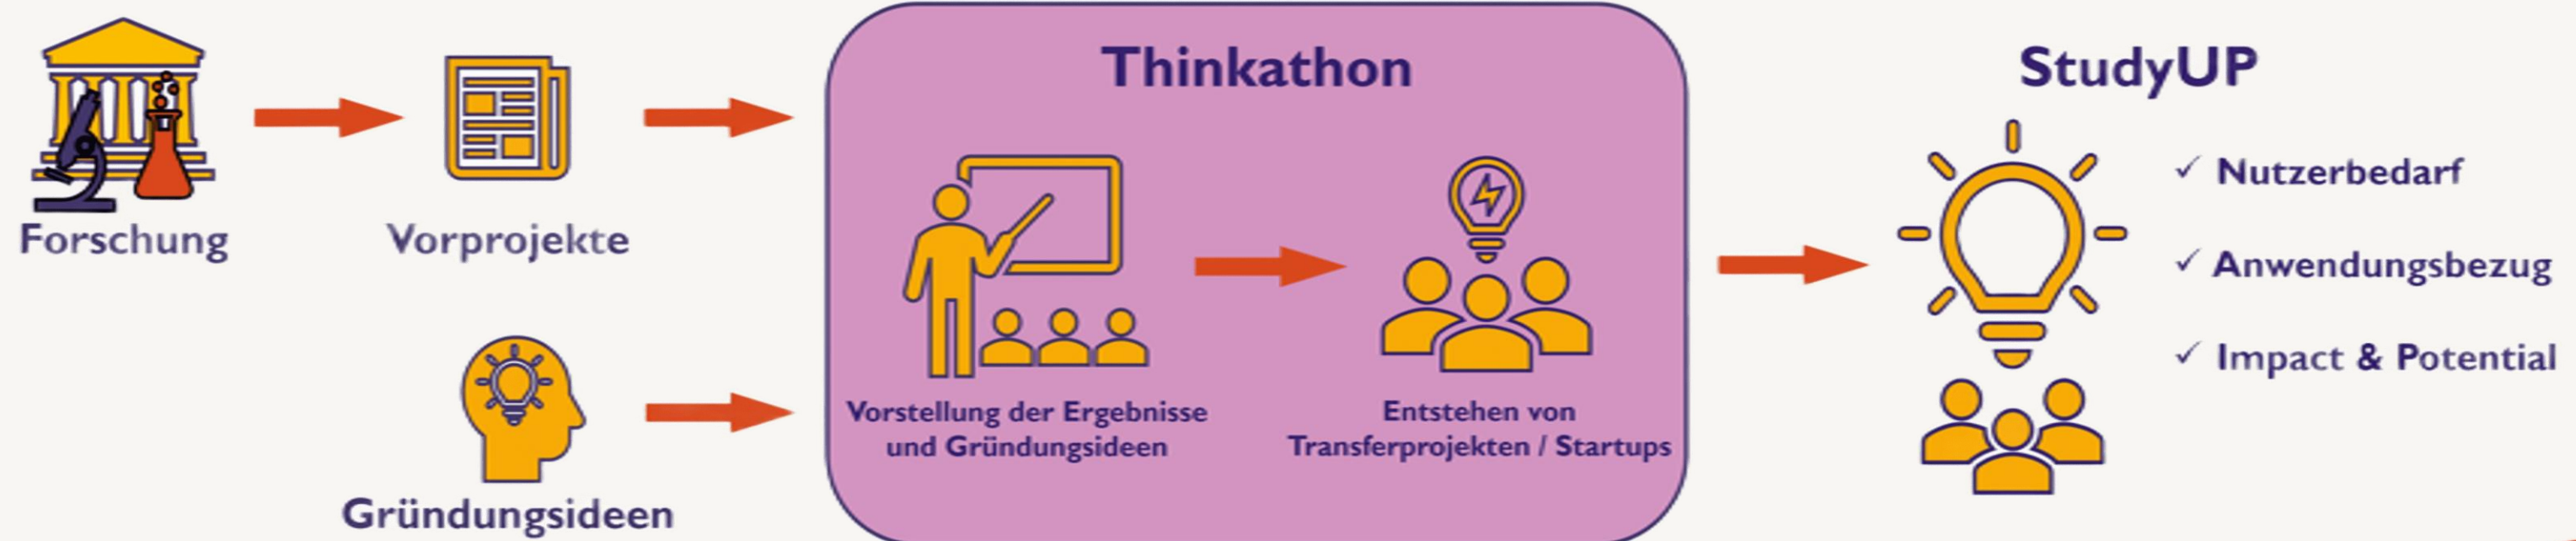 Forschung
Vorprojekte
Gründungsideen
Thinkathon
Vorstellung der Ergebnisse
und Gründungsideen
Entstehen von
Transferprojekten / Startups
StudyUP
✓ Nutzerbedarf
✓ Anwendungsbezug
✓ Impact & Potential